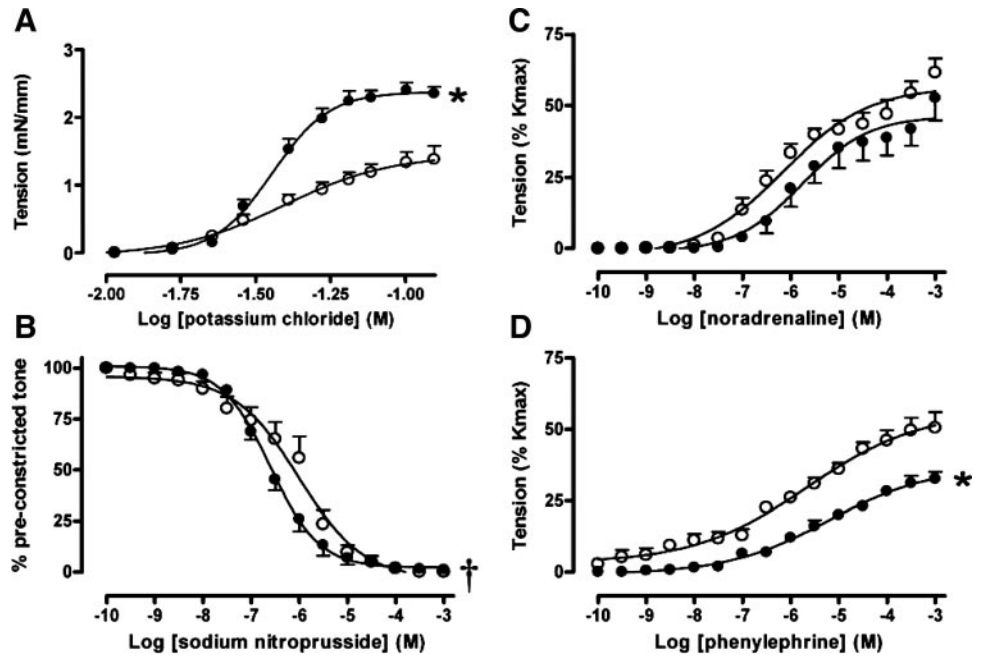 A
Tension (mN/mm)
3
2
1
0
*
-2.00 -1.75 -1.50 -1.25 -1.00
Log [potassium chloride] (M)
B
% pre-constricted tone
100
75
50
25
0
†
-10 -9 -8 -7 -6 -5 -4 -3
Log [sodium nitroprusside] (M)
C
Tension (% Kmax)
75
50
25
0
-10 -9 -8 -7 -6 -5 -4 -3
Log [noradrenaline] (M)
D
Tension (% Kmax)
75
50
25
0
*
-10 -9 -8 -7 -6 -5 -4 -3
Log [phenylephrine] (M)